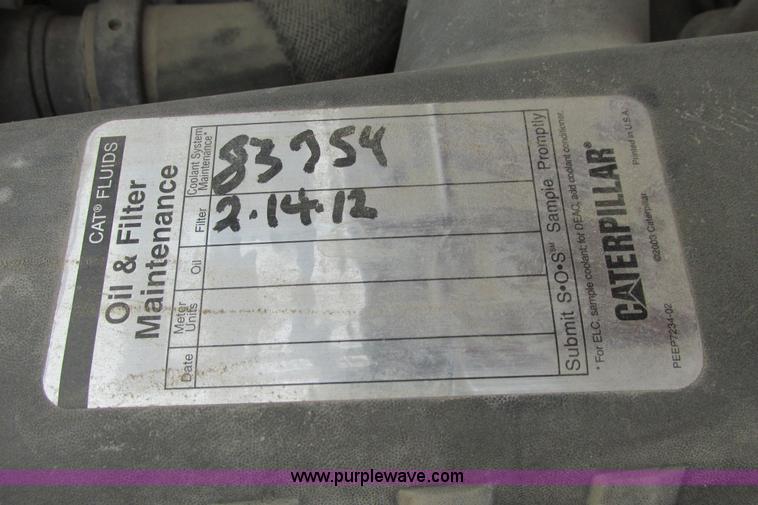 CAT® FLUIDS
Oil & Filter
Maintenance
Date
Meter
Units
Oil
Filter
Coolant System
Maintenance*
2.14.12
Submit S•O•S℠ Sample Promptly
* For ELC, sample coolant; for DEAC, add coolant conditioner.
CATERPILLAR®
PEEP7234-02
©2003 Caterpillar
Printed in U.S.A.
www.purplewave.com